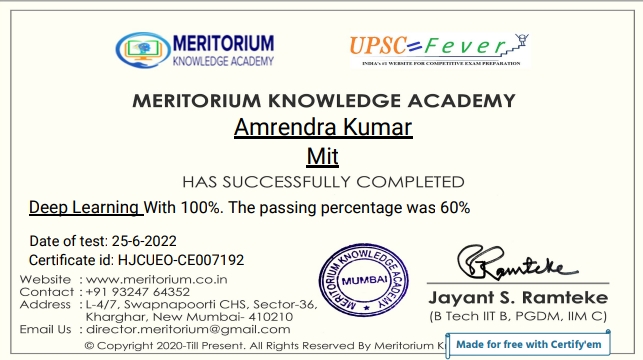 MERITORIUM
KNOWLEDGE ACADEMY
UPSC=Fever
INDIA's #1 WEBSITE FOR COMPETITIVE EXAM PREPARATION
MERITORIUM KNOWLEDGE ACADEMY
Amrendra Kumar
Mit
HAS SUCCESSFULLY COMPLETED
Deep Learning With 100%. The passing percentage was 60%
Date of test: 25-6-2022
Certificate id: HJCUEO-CE007192
Website : www.meritorium.co.in
Contact : +91 93247 64352
Address : L-4/7, Swapnapoorti CHS, Sector-36,
Kharghar, New Mumbai- 410210
Email Us : director.meritorium@gmail.com
MERITORIUM KNOWLEDGE ACADEMY
MUMBAI
Ramteke
Jayant S. Ramteke
(B Tech IIT B, PGDM, IIM C)
© Copyright 2020-Till Present. All Rights Reserved By Meritorium
Made for free with Certify'em